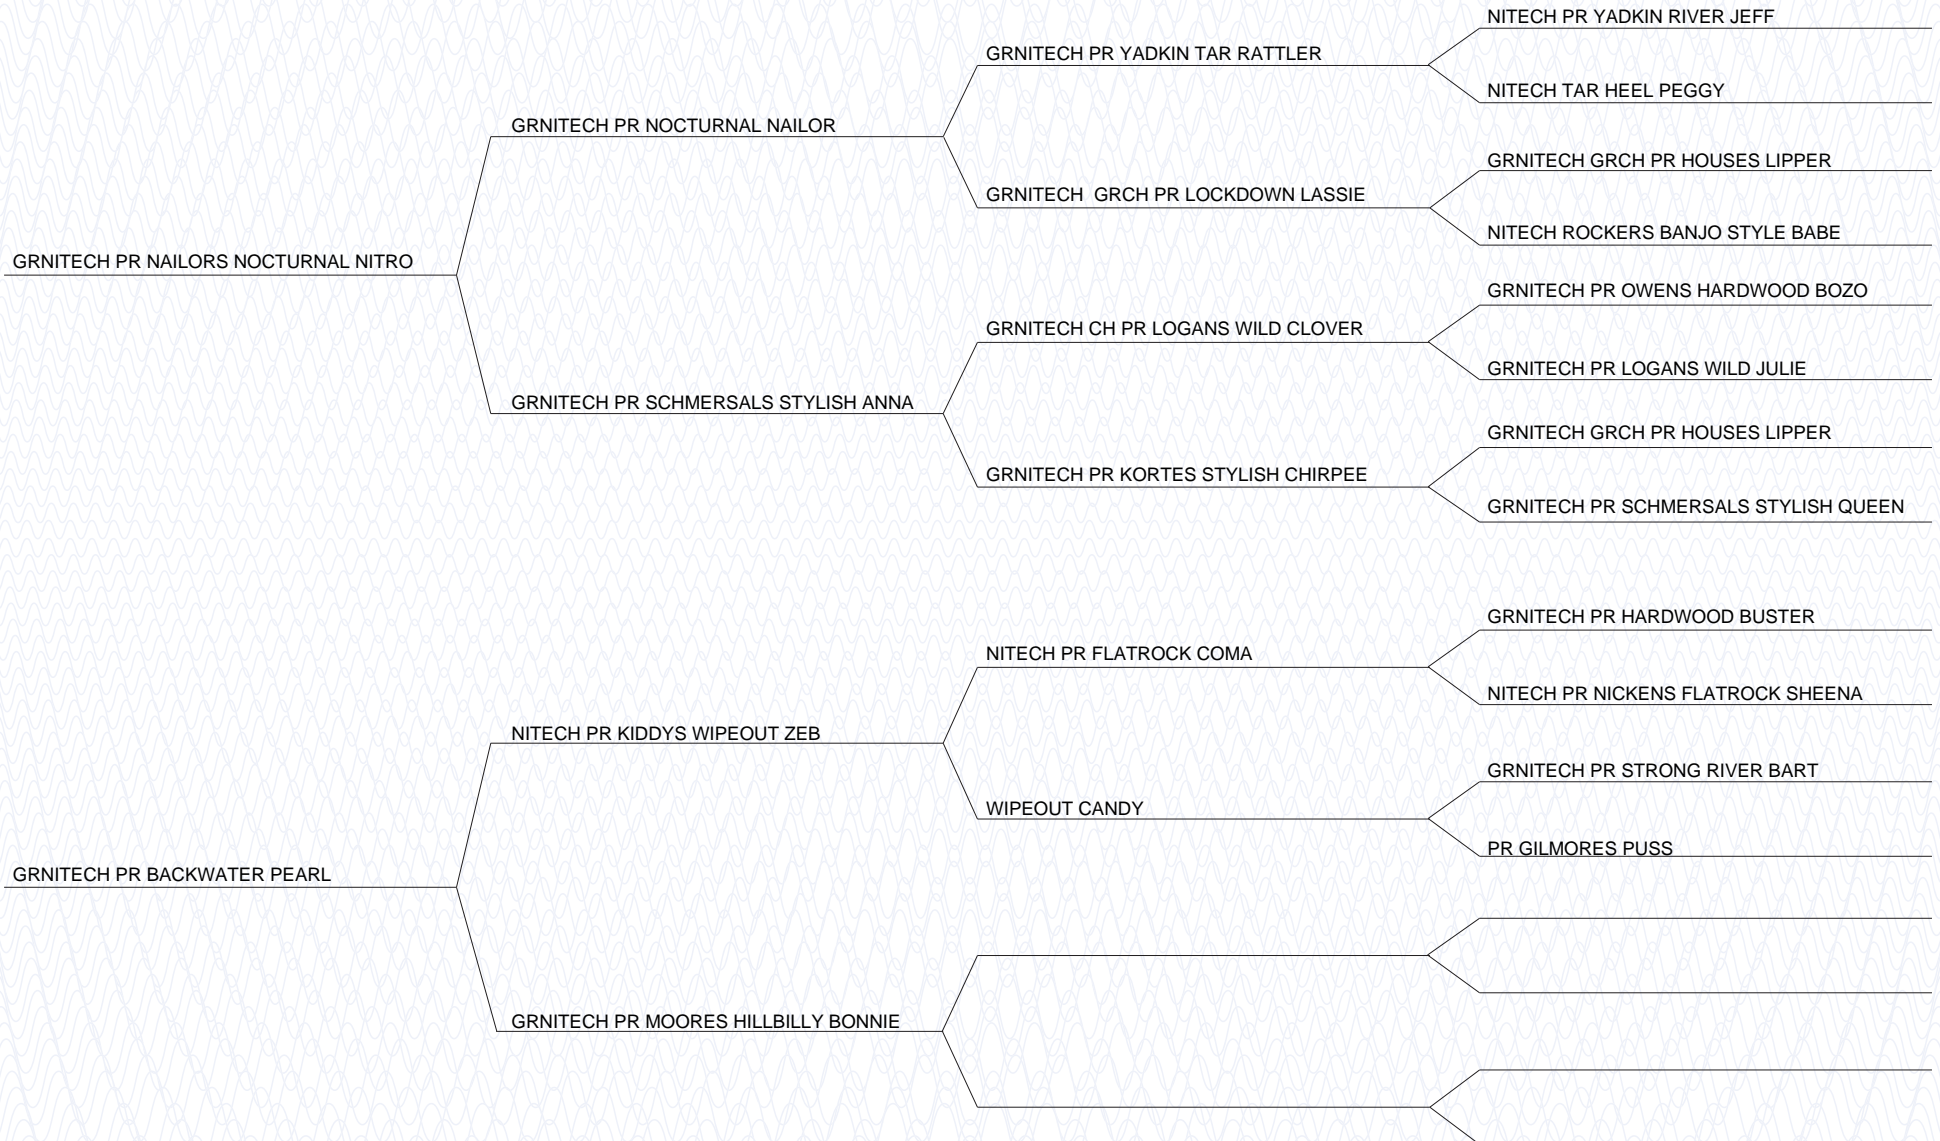 NITECH PR YADKIN RIVER JEFF
GRNITECH PR YADKIN TAR RATTLER
NITECH TAR HEEL PEGGY
GRNITECH PR NOCTURNAL NAILOR
GRNITECH GRCH PR HOUSES LIPPER
GRNITECH  GRCH PR LOCKDOWN LASSIE
NITECH ROCKERS BANJO STYLE BABE
GRNITECH PR NAILORS NOCTURNAL NITRO
GRNITECH PR OWENS HARDWOOD BOZO
GRNITECH CH PR LOGANS WILD CLOVER
GRNITECH PR LOGANS WILD JULIE
GRNITECH PR SCHMERSALS STYLISH ANNA
GRNITECH GRCH PR HOUSES LIPPER
GRNITECH PR KORTES STYLISH CHIRPEE
GRNITECH PR SCHMERSALS STYLISH QUEEN
GRNITECH PR HARDWOOD BUSTER
NITECH PR FLATROCK COMA
NITECH PR NICKENS FLATROCK SHEENA
NITECH PR KIDDYS WIPEOUT ZEB
GRNITECH PR STRONG RIVER BART
WIPEOUT CANDY
PR GILMORES PUSS
GRNITECH PR BACKWATER PEARL
GRNITECH PR MOORES HILLBILLY BONNIE